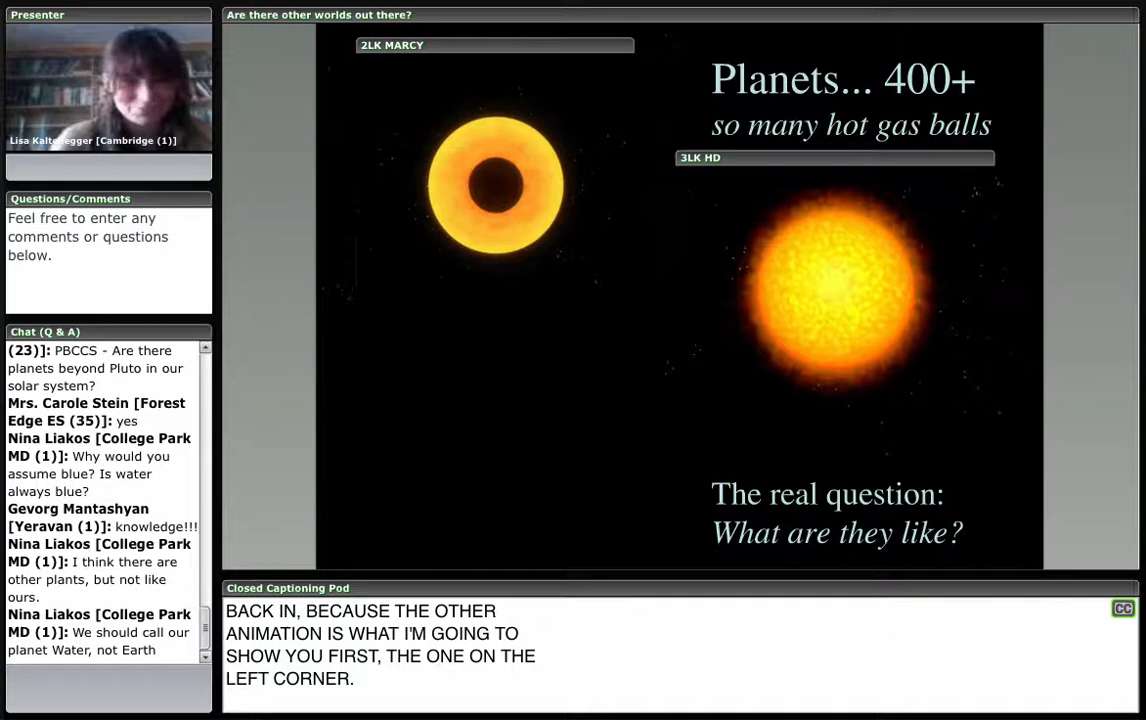 Presenter
Lisa Kaltenegger [Cambridge (1)]
Questions/Comments
Feel free to enter any
comments or questions
below.
Chat (Q & A)
(23)]: PBCCS - Are there
planets beyond Pluto in our
solar system?
Mrs. Carole Stein [Forest
Edge ES (35)]: yes
Nina Liakos [College Park
MD (1)]: Why would you
assume blue? Is water
always blue?
Gevorg Mantashyan
[Yeravan (1)]: knowledge!!!
Nina Liakos [College Park
MD (1)]: I think there are
other plants, but not like
ours.
Nina Liakos [College Park
MD (1)]: We should call our
planet Water, not Earth
Are there other worlds out there?
2LK MARCY
Planets... 400+
so many hot gas balls
3LK HD
The real question:
What are they like?
Closed Captioning Pod
BACK IN, BECAUSE THE OTHER
ANIMATION IS WHAT I'M GOING TO
SHOW YOU FIRST, THE ONE ON THE
LEFT CORNER.
CC